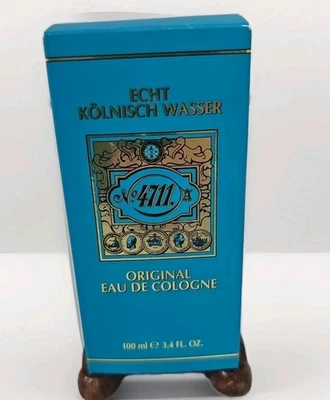 ECHT
KÖLNISCH WASSER
No 4711.
ORIGINAL
EAU DE COLOGNE
100 ml ℮ 3.4 FL. OZ.